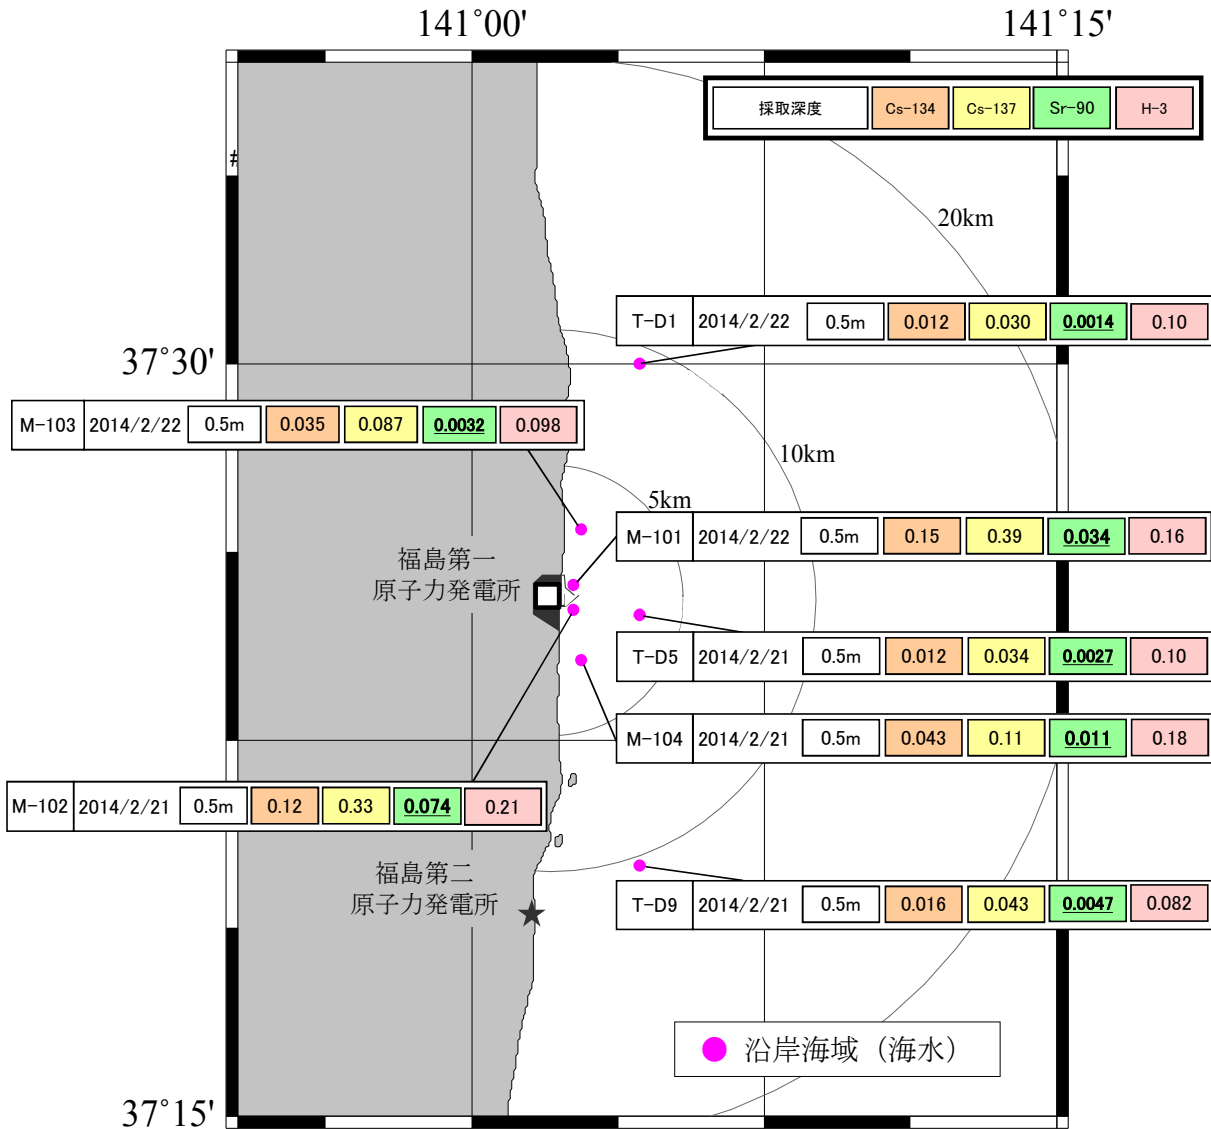 141°00' 141°15'
採取深度 Cs-134 Cs-137 Sr-90 H-3
#
20km
T-D1 2014/2/22 0.5m 0.012 0.030 0.0014 0.10
37°30'
M-103 2014/2/22 0.5m 0.035 0.087 0.0032 0.098
10km
5km
M-101 2014/2/22 0.5m 0.15 0.39 0.034 0.16
福島第一
原子力発電所
T-D5 2014/2/21 0.5m 0.012 0.034 0.0027 0.10
M-104 2014/2/21 0.5m 0.043 0.11 0.011 0.18
M-102 2014/2/21 0.5m 0.12 0.33 0.074 0.21
福島第二
原子力発電所
T-D9 2014/2/21 0.5m 0.016 0.043 0.0047 0.082
沿岸海域（海水）
37°15'